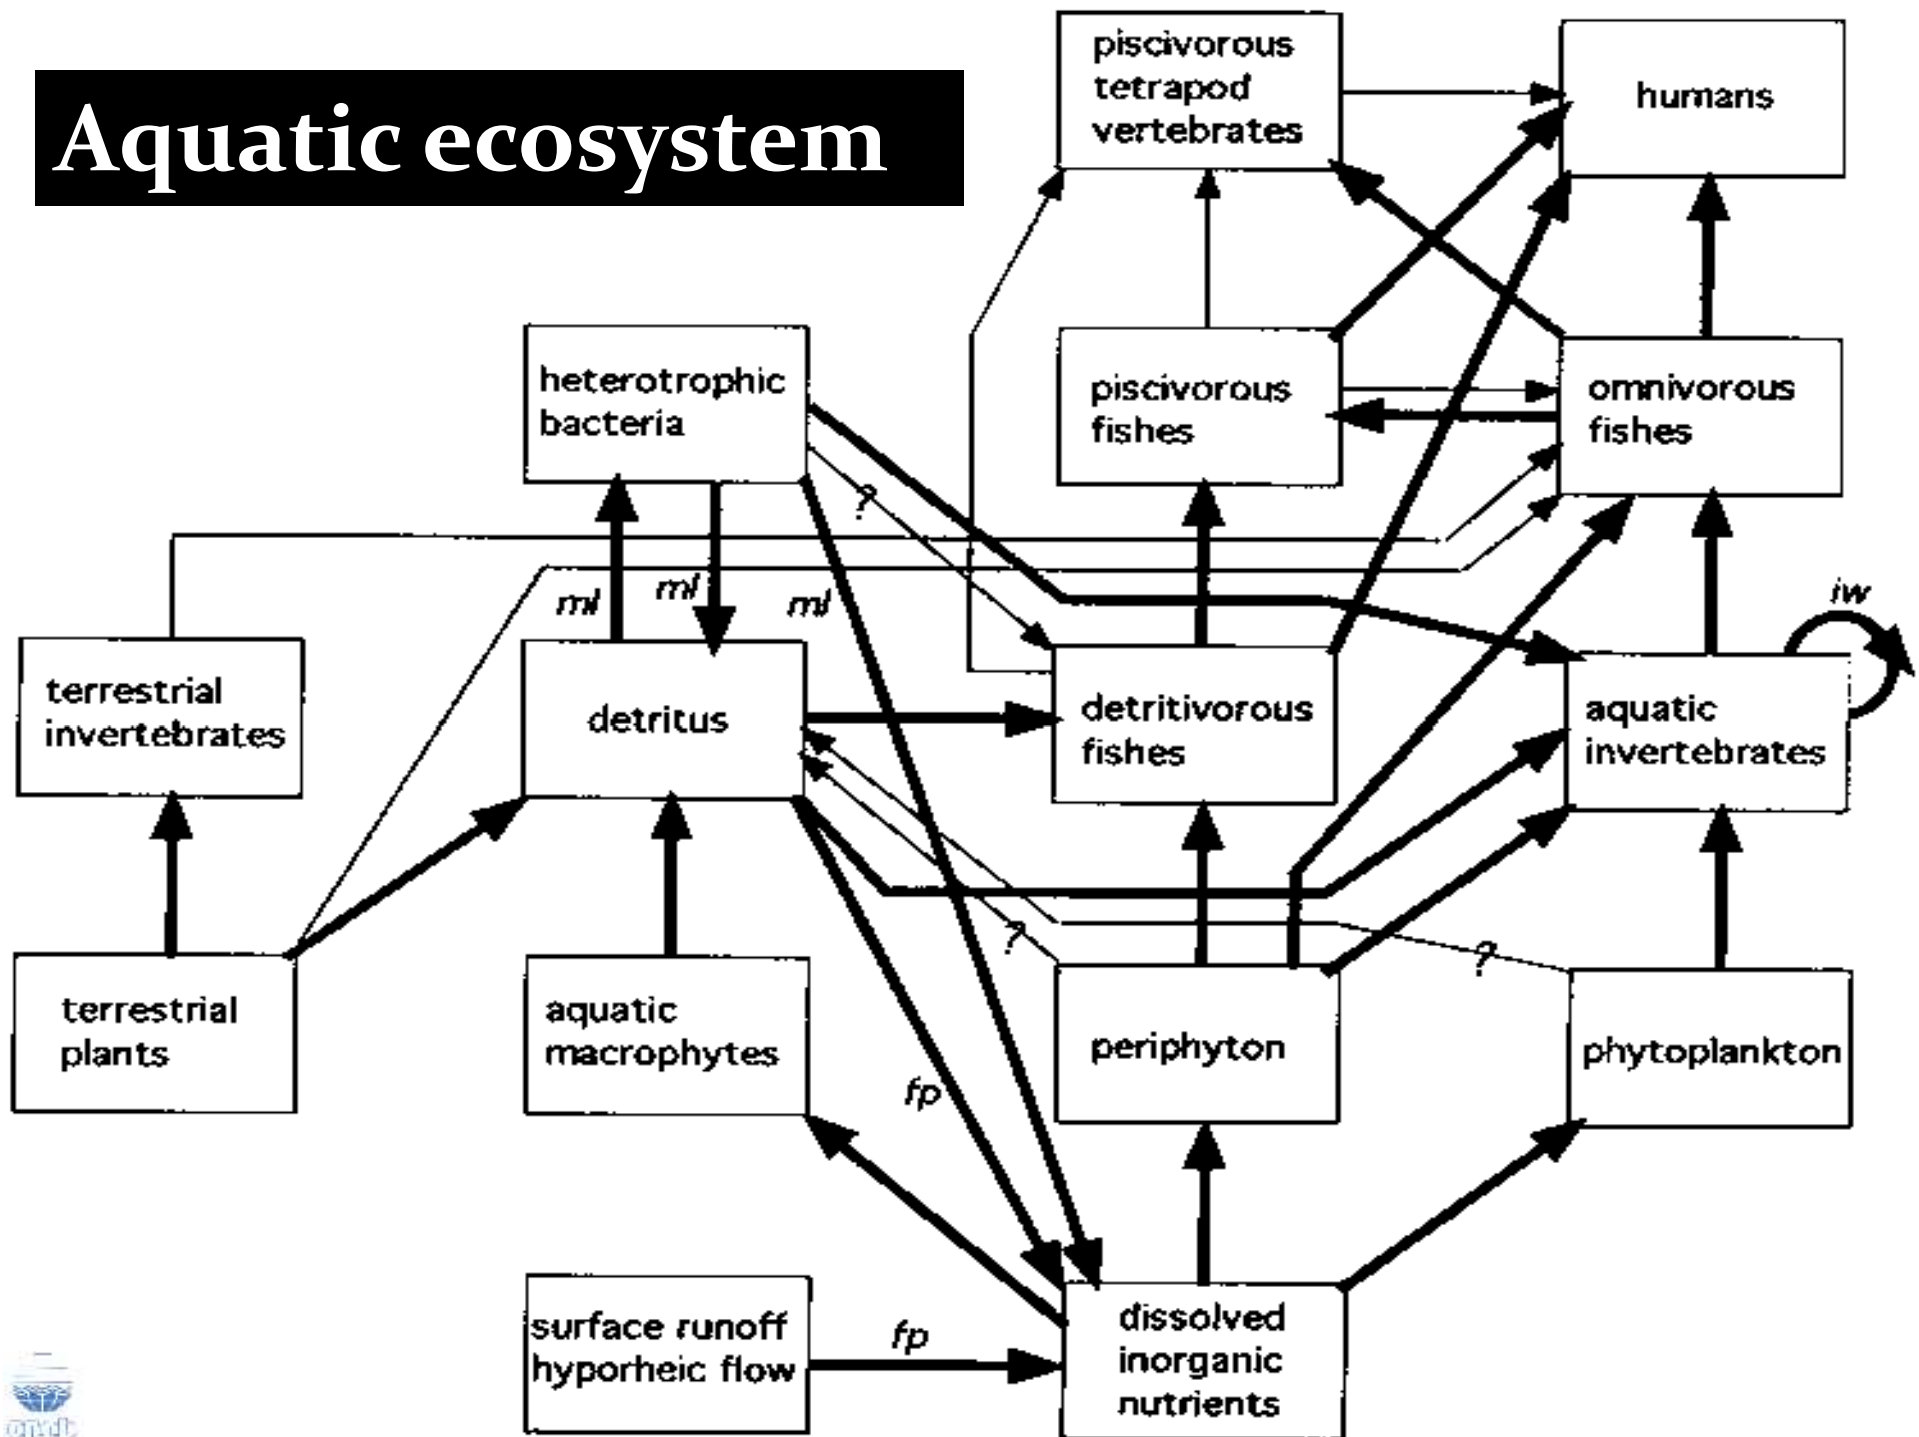 Aquatic ecosystem
piscivorous
tetrapod
vertebrates
humans
heterotrophic
bacteria
piscivorous
fishes
omnivorous
fishes
?
ml
ml
ml
iw
terrestrial
invertebrates
detritus
detritivorous
fishes
aquatic
invertebrates
?
?
terrestrial
plants
aquatic
macrophytes
periphyton
phytoplankton
fp
surface runoff
hyporheic flow
fp
dissolved
inorganic
nutrients